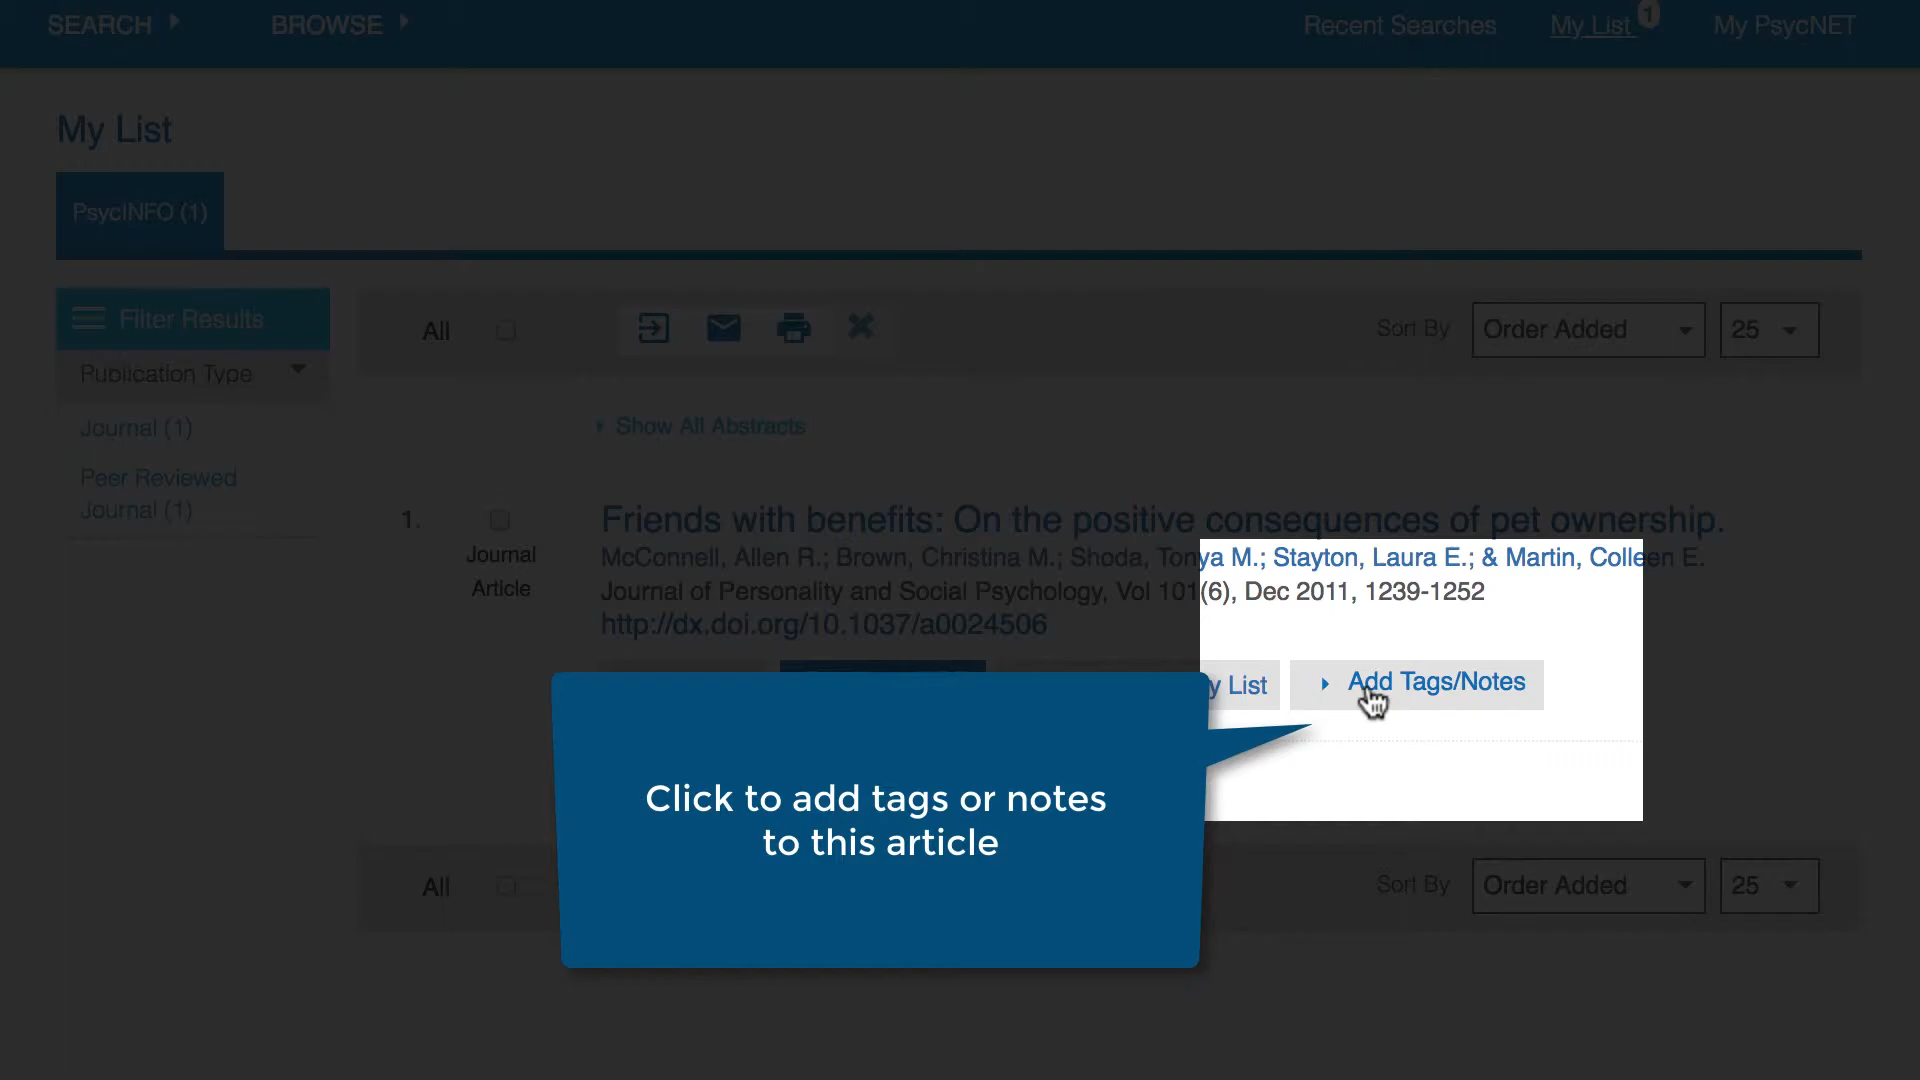 SEARCH
BROWSE
Recent Searches
My List 1
My PsycNET
My List
PsycINFO (1)
Filter Results
Publication Type
Journal (1)
Peer Reviewed
Journal (1)
All
Sort By
Order Added
25
Show All Abstracts
1.
Journal
Article
Friends with benefits: On the positive consequences of pet ownership.
McConnell, Allen R.; Brown, Christina M.; Shoda, Tonya M.; Stayton, Laura E.; & Martin, Colleen E.
Journal of Personality and Social Psychology, Vol 101(6), Dec 2011, 1239-1252
http://dx.doi.org/10.1037/a0024506
List
Add Tags/Notes
Click to add tags or notes
to this article
All
Sort By
Order Added
25